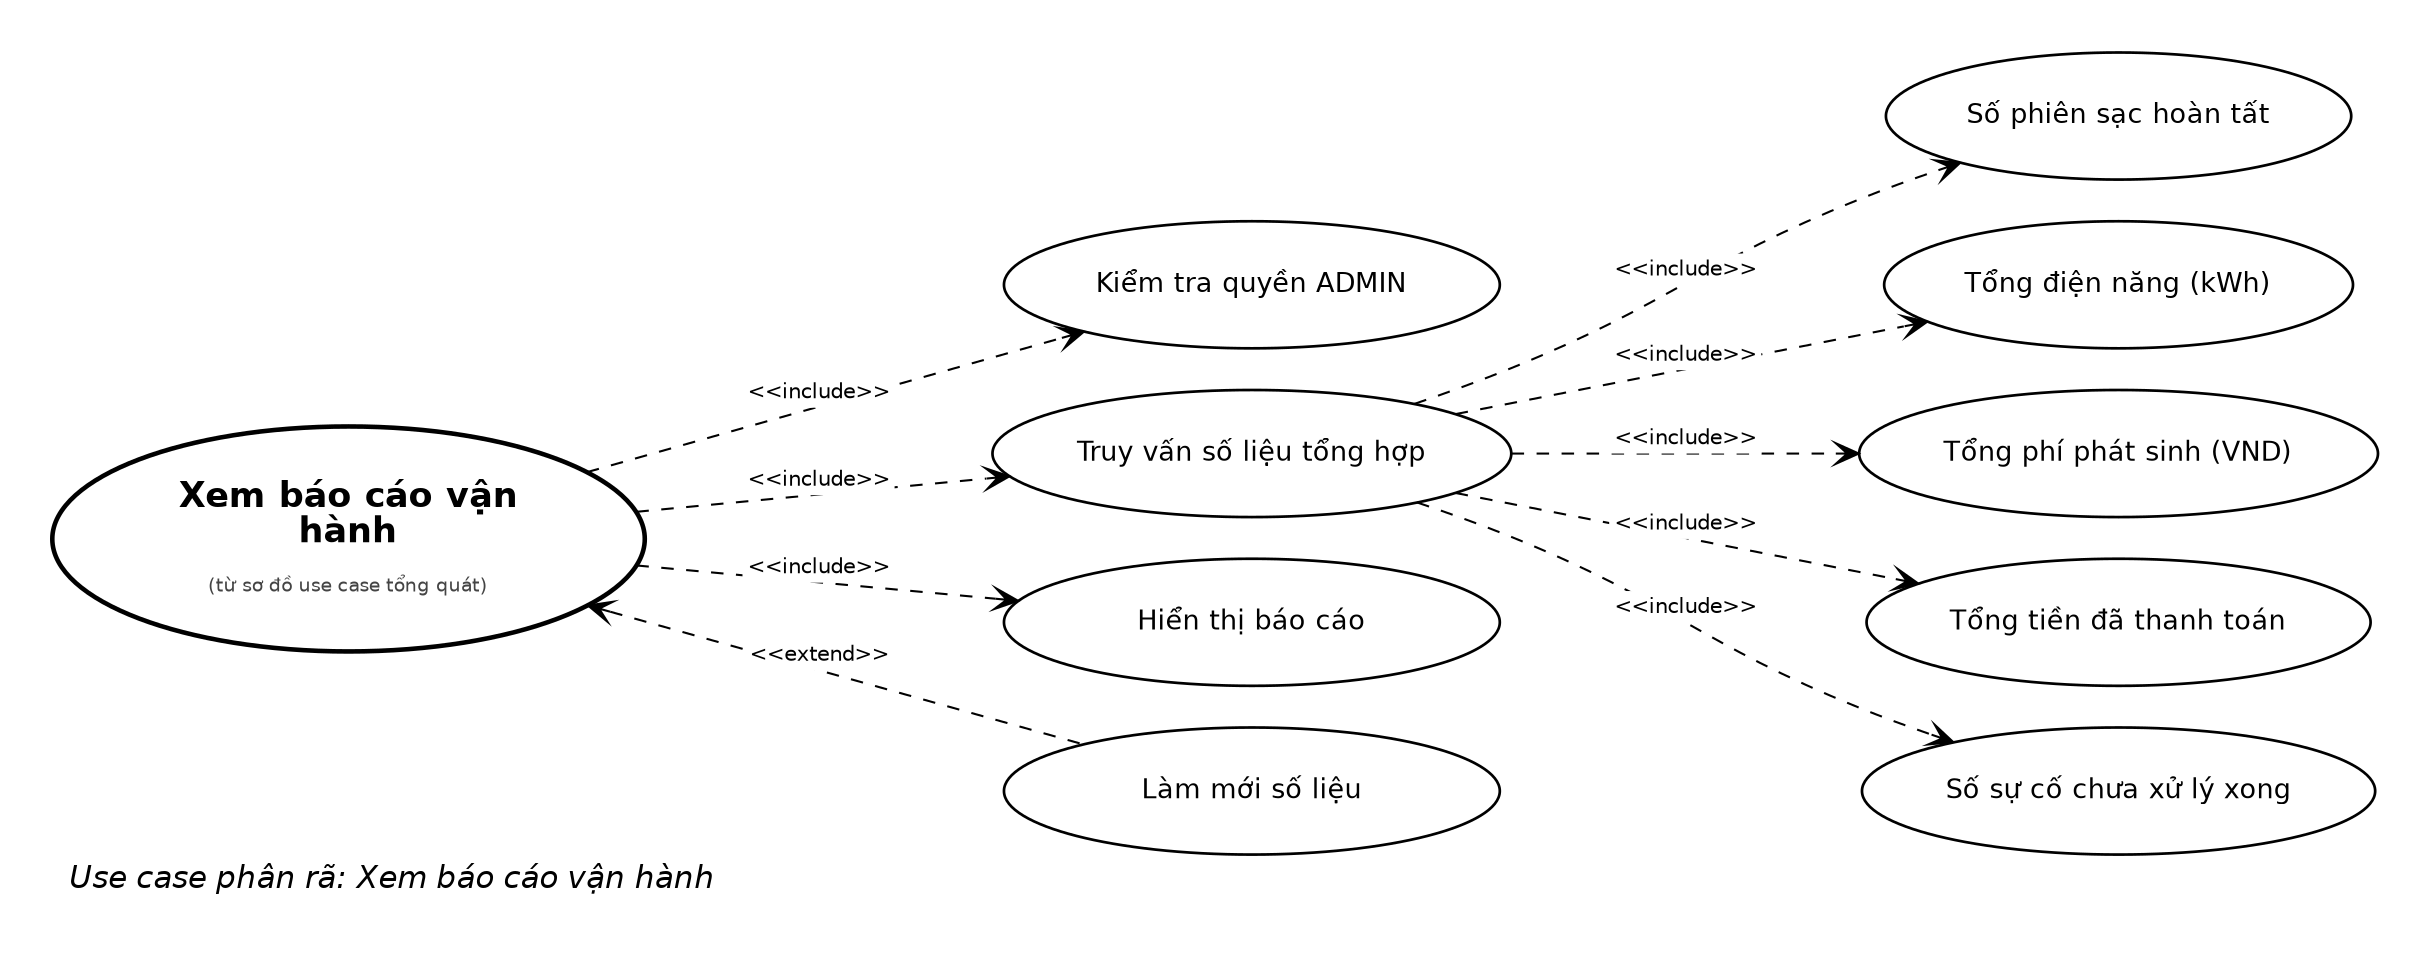 Số phiên sạc hoàn tất
<<include>>
Kiểm tra quyền ADMIN
Tổng điện năng (kWh)
<<include>>
<<include>>
<<include>>
Truy vấn số liệu tổng hợp
Tổng phí phát sinh (VND)
<<include>>
Xem báo cáo vận
hành
(từ sơ đồ use case tổng quát)
<<include>>
<<include>>
<<include>>
Hiển thị báo cáo
Tổng tiền đã thanh toán
<<extend>>
Làm mới số liệu
Số sự cố chưa xử lý xong
Use case phân rã: Xem báo cáo vận hành